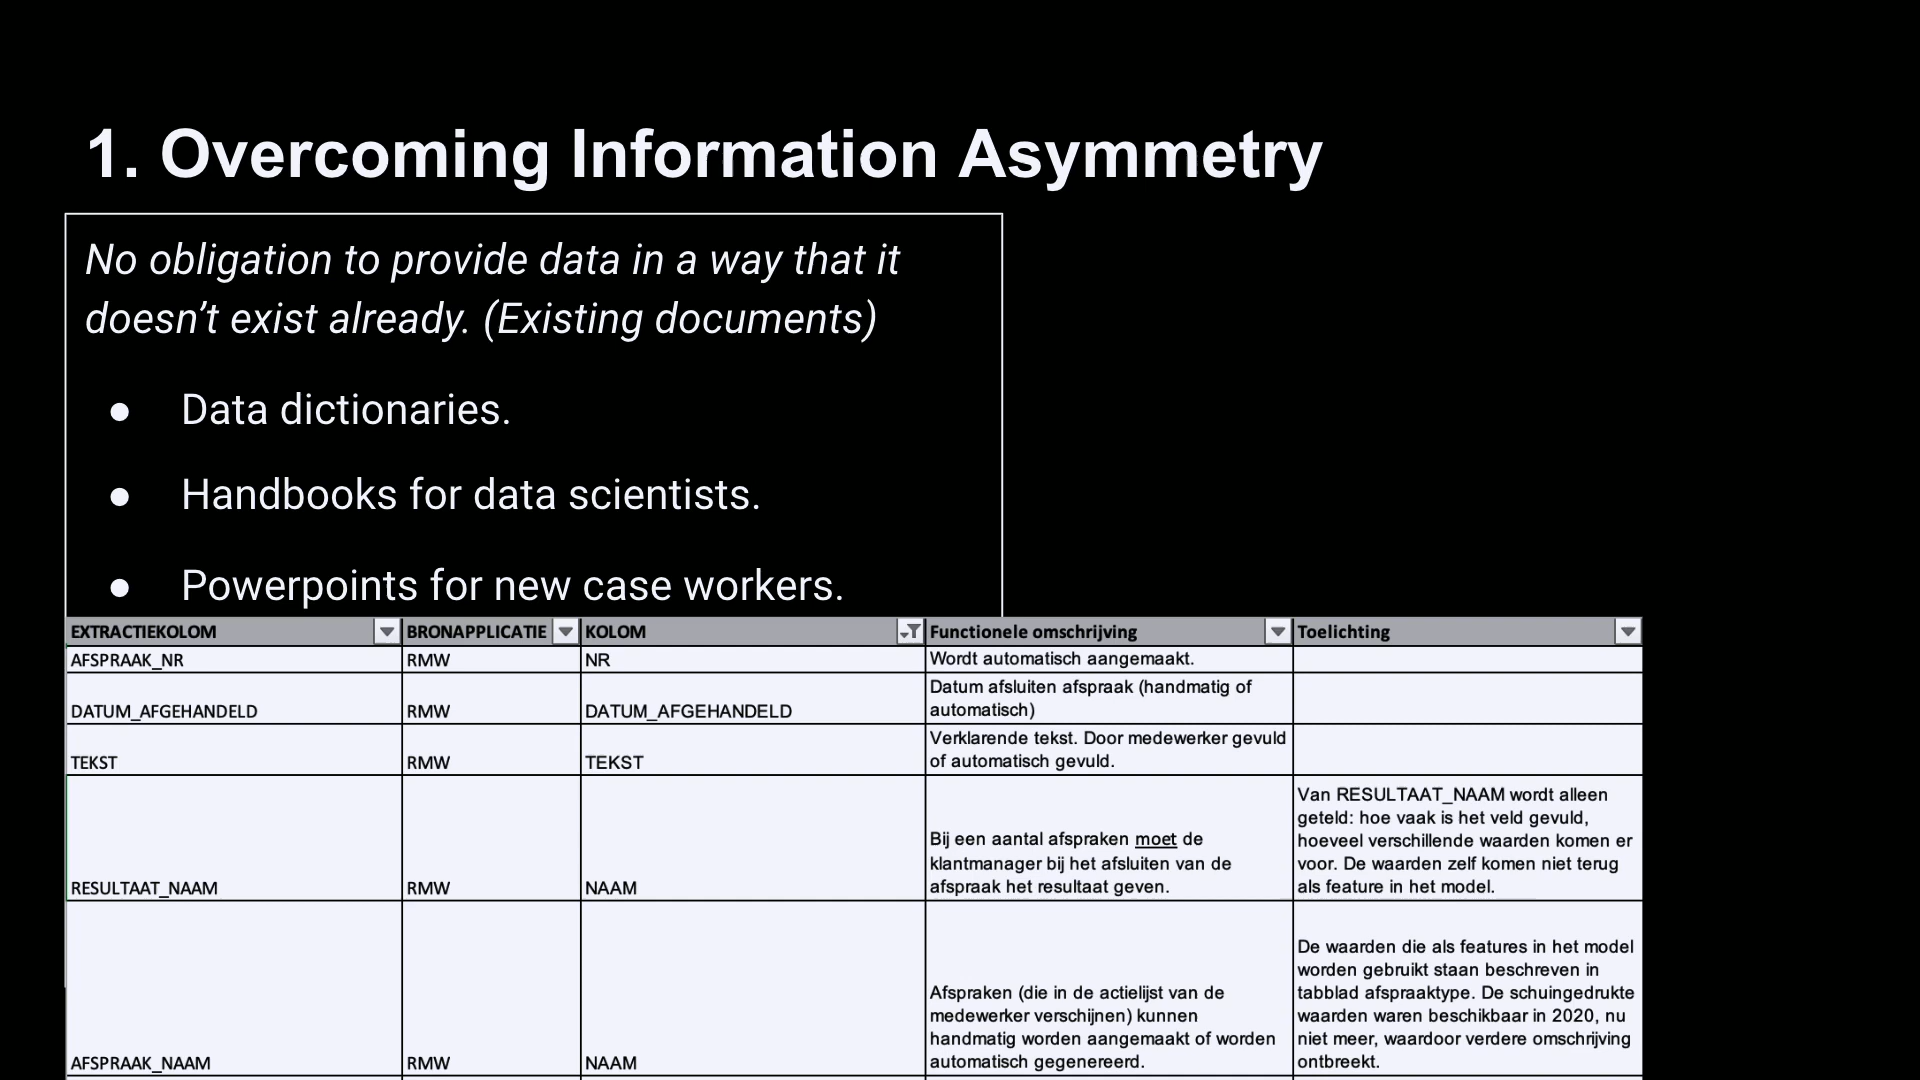 1. Overcoming Information Asymmetry
No obligation to provide data in a way that it
doesn’t exist already. (Existing documents)
● Data dictionaries.
● Handbooks for data scientists.
● Powerpoints for new case workers.
EXTRACTIEKOLOM BRONAPPLICATIE KOLOM Functionele omschrijving Toelichting
AFSPRAAK_NR RMW NR Wordt automatisch aangemaakt.
Datum afsluiten afspraak (handmatig of
DATUM_AFGEHANDELD RMW DATUM_AFGEHANDELD automatisch)
Verklarende tekst. Door medewerker gevuld
TEKST RMW TEKST of automatisch gevuld.
RESULTAAT_NAAM RMW NAAM
Bij een aantal afspraken moet de
klantmanager bij het afsluiten van de
afspraak het resultaat geven.
Van RESULTAAT_NAAM wordt alleen
geteld: hoe vaak is het veld gevuld,
hoeveel verschillende waarden komen er
voor. De waarden zelf komen niet terug
als feature in het model.
AFSPRAAK_NAAM RMW NAAM
Afspraken (die in de actielijst van de
medewerker verschijnen) kunnen
handmatig worden aangemaakt of worden
automatisch gegenereerd.
De waarden die als features in het model
worden gebruikt staan beschreven in
tabblad afspraaktype. De schuingedrukte
waarden waren beschikbaar in 2020, nu
niet meer, waardoor verdere omschrijving
ontbreekt.